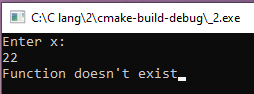 C:\C lang\2\cmake-build-debug\_2.exe
Enter x:
22
Function doesn't exist